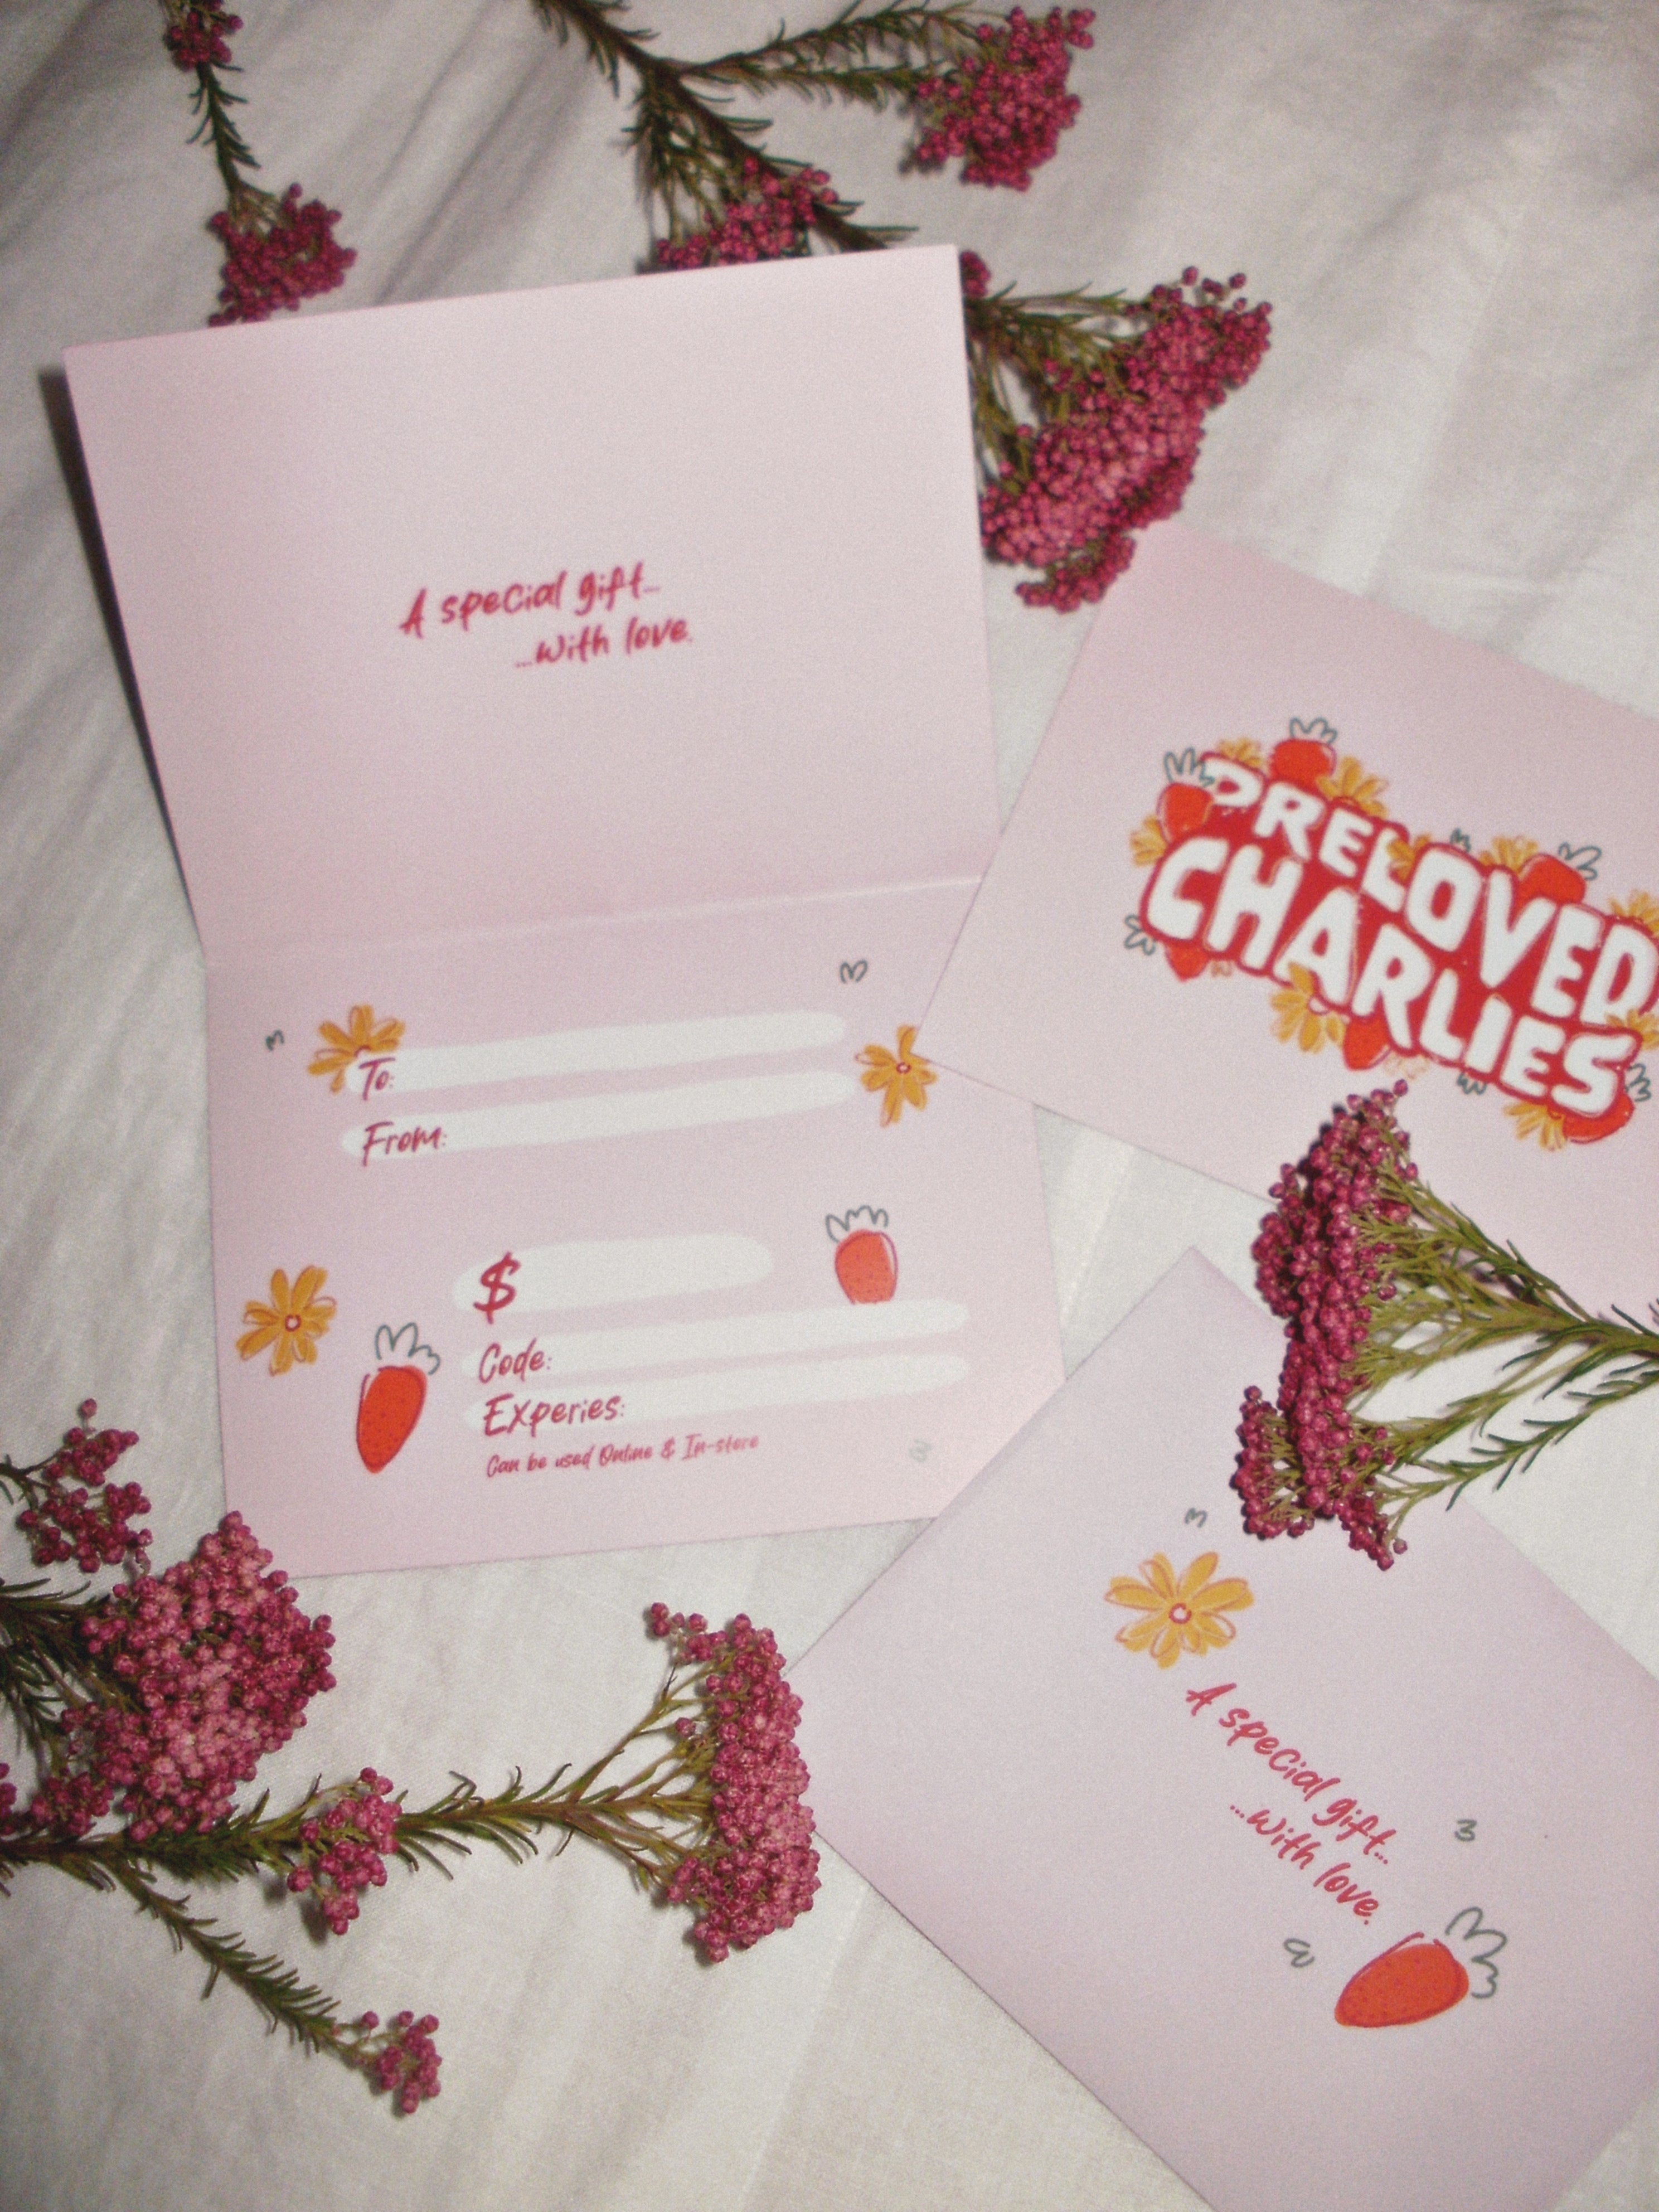 A special gift...
...with love.
To:
From:
$
Code:
Experies:
Can be used Online & In-store
PRELOVED
CHARLIES
A special gift...
...with love.